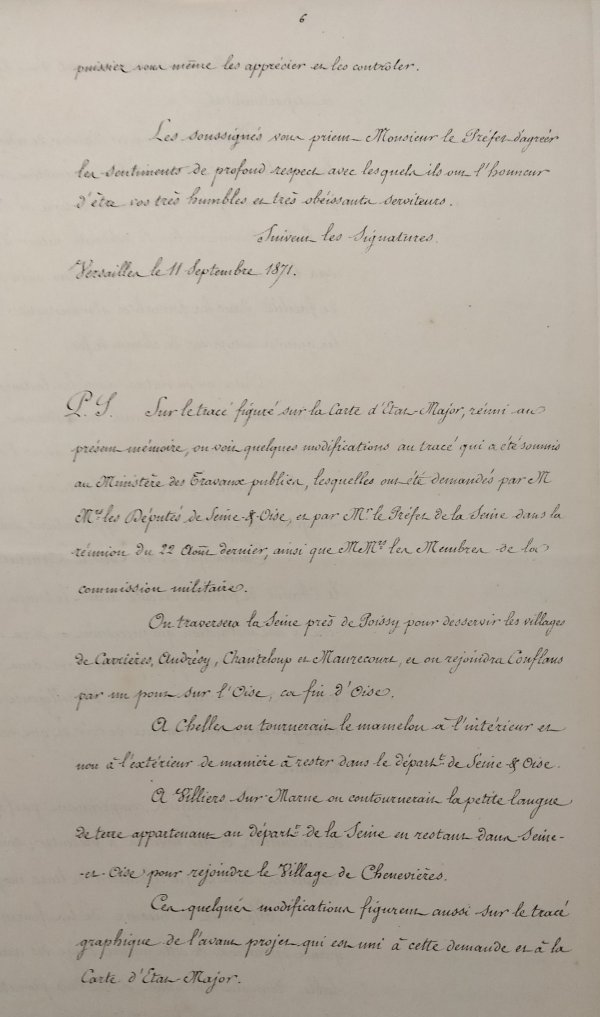 6
puissiez vous même les apprécier et les contrôler.
Les soussignés vous prient Monsieur le Préfet d'agréer
les sentiments de profond respect avec lesquels ils ont l'honneur
d'être vos très humbles et très obéissants serviteurs.
Suivent les Signatures.
Versailles le 11 Septembre 1871.
P. S. Sur le tracé figuré sur la Carte d'Etat-Major, réuni au
présent mémoire, on voit quelques modifications au tracé qui a été soumis
au Ministère des Travaux publics, lesquelles ont été demandés par M
Mrs les Députés de Seine-&-Oise, et par Mr le Préfet de la Seine dans la
réunion du 22 Août dernier, ainsi que M Mrs les Membres de la
commission militaire.
On traversera la Seine près de Poissy pour desservir les villages
de Carrières, Andrésy, Chanteloup et Maurecourt, et on rejoindra Conflans
par un pont sur l'Oise, ca fin d'Oise.
A Chelles on tournerait le mamelon à l'intérieur et
non à l'extérieur de manière à rester dans le départt de Seine & Oise.
A Villiers sur Marne on contournerait la petite langue
de terre appartenant au départt de la Seine en restant dans Seine-
-et-Oise pour rejoindre le Village de Chenevières.
Ces quelques modifications figurent aussi sur le tracé
graphique de l'avant projet qui est uni à cette demande et à la
Carte d'Etat-Major.